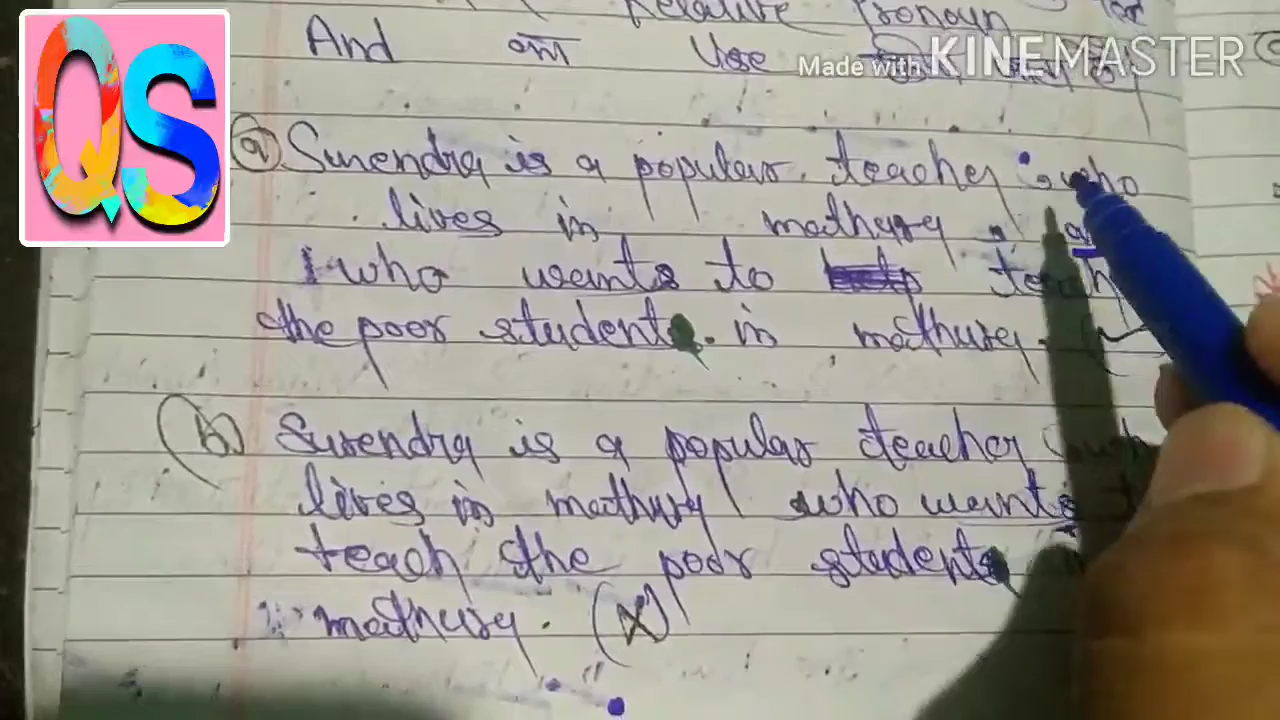 Relative Pronoun
And का Use
Made with KINEMASTER
QS
(a) Surendra is a popular teacher, who
lives in mathura,
who wants to teach
the poor students in mathura. (✓
(b) Surendra is a popular teacher
lives in mathura who wants
teach the poor students
mathura. (X)